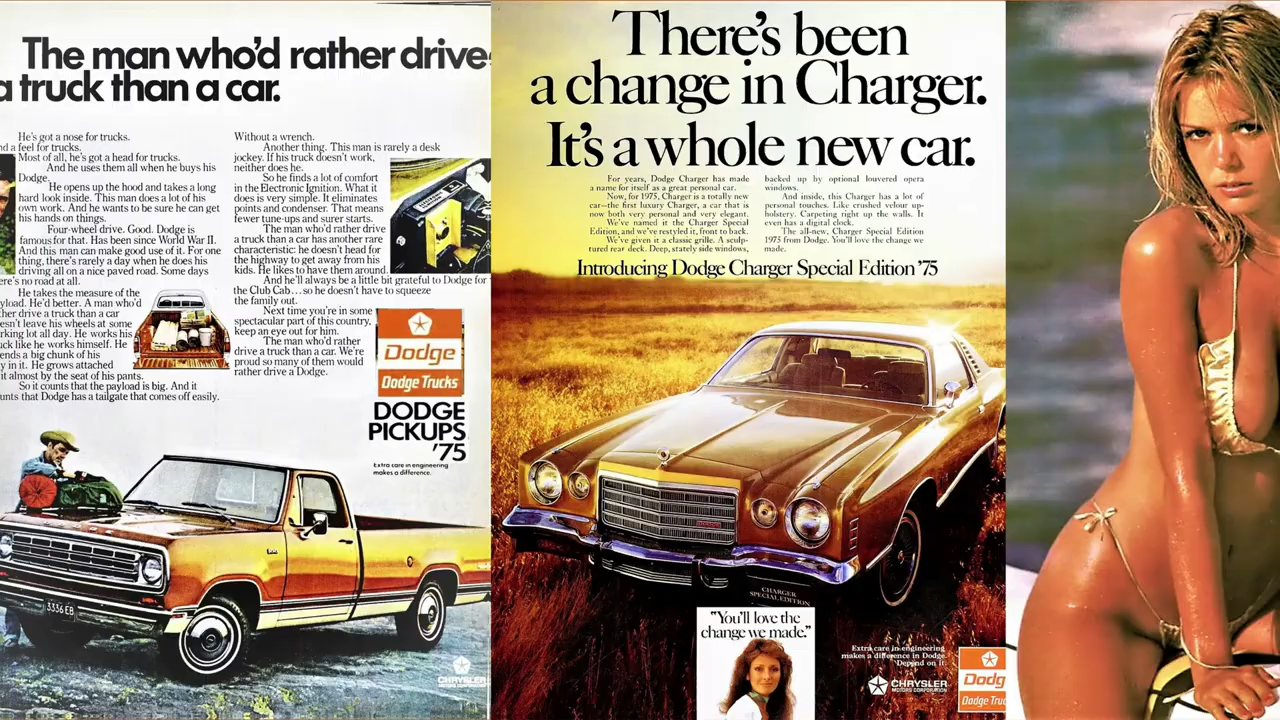 The man who'd rather drive
a truck than a car.
He's got a nose for trucks.
nd a feel for trucks.
Most of all, he's got a head for trucks.
And he uses them all when he buys his
Dodge.
He opens up the hood and takes a long
hard look inside. This man does a lot of his
own work. And he wants to be sure he can get
his hands on things.
Four-wheel drive. Good. Dodge is
famous for that. Has been since World War II.
And this man can make good use of it. For one
thing, there's rarely a day when he does his
driving all on a nice paved road. Some days
ere's no road at all.
He takes the measure of the
yload. He'd better. A man who'd
her drive a truck than a car
esn't leave his wheels at some
rking lot all day. He works his
uck like he works himself. He
ends a big chunk of his
y in it. He grows attached
it almost by the seat of his pants.
So it counts that the payload is big. And it
unts that Dodge has a tailgate that comes off easily.
Without a wrench.
Another thing. This man is rarely a desk
jockey. If his truck doesn't work,
neither does he.
So he finds a lot of comfort
in the Electronic Ignition. What it
does is very simple. It eliminates
points and condenser. That means
fewer tune-ups and surer starts.
The man who'd rather drive
a truck than a car has another rare
characteristic: he doesn't head for
the highway to get away from his
kids. He likes to have them around.
And he'll always be a little bit grateful to Dodge for
the Club Cab...so he doesn't have to squeeze
the family out.
Next time you're in some
spectacular part of this country,
keep an eye out for him.
The man who'd rather
drive a truck than a car. We're
proud so many of them would
rather drive a Dodge.
Dodge
Dodge Trucks
DODGE
PICKUPS
'75
Extra care in engineering
makes a difference.
5336 EB
CHRYSLER
MOTORS CORPORATION
There's been
a change in Charger.
It's a whole new car.
For years, Dodge Charger has made
a name for itself as a great personal car.
Now, for 1975, Charger is a totally new
car—the first luxury Charger, a car that is
now both very personal and very elegant.
We've named it the Charger Special
Edition, and we've restyled it, front to back.
We've given it a classic grille. A sculp-
tured rear deck. Deep, stately side windows,
backed up by optional louvered opera
windows.
And inside, this Charger has a lot of
personal touches. Like crushed velour up-
holstery. Carpeting right up the walls. It
even has a digital clock.
The all-new, Charger Special Edition
1975 from Dodge. You'll love the change we
made.
Introducing Dodge Charger Special Edition '75
CHARGER
SPECIAL EDITION
"You'll love the
change we made."
Extra care in engineering
makes a difference in Dodge.
Depend on it.
CHRYSLER
MOTORS CORPORATION
Dodg
Dodge Truc